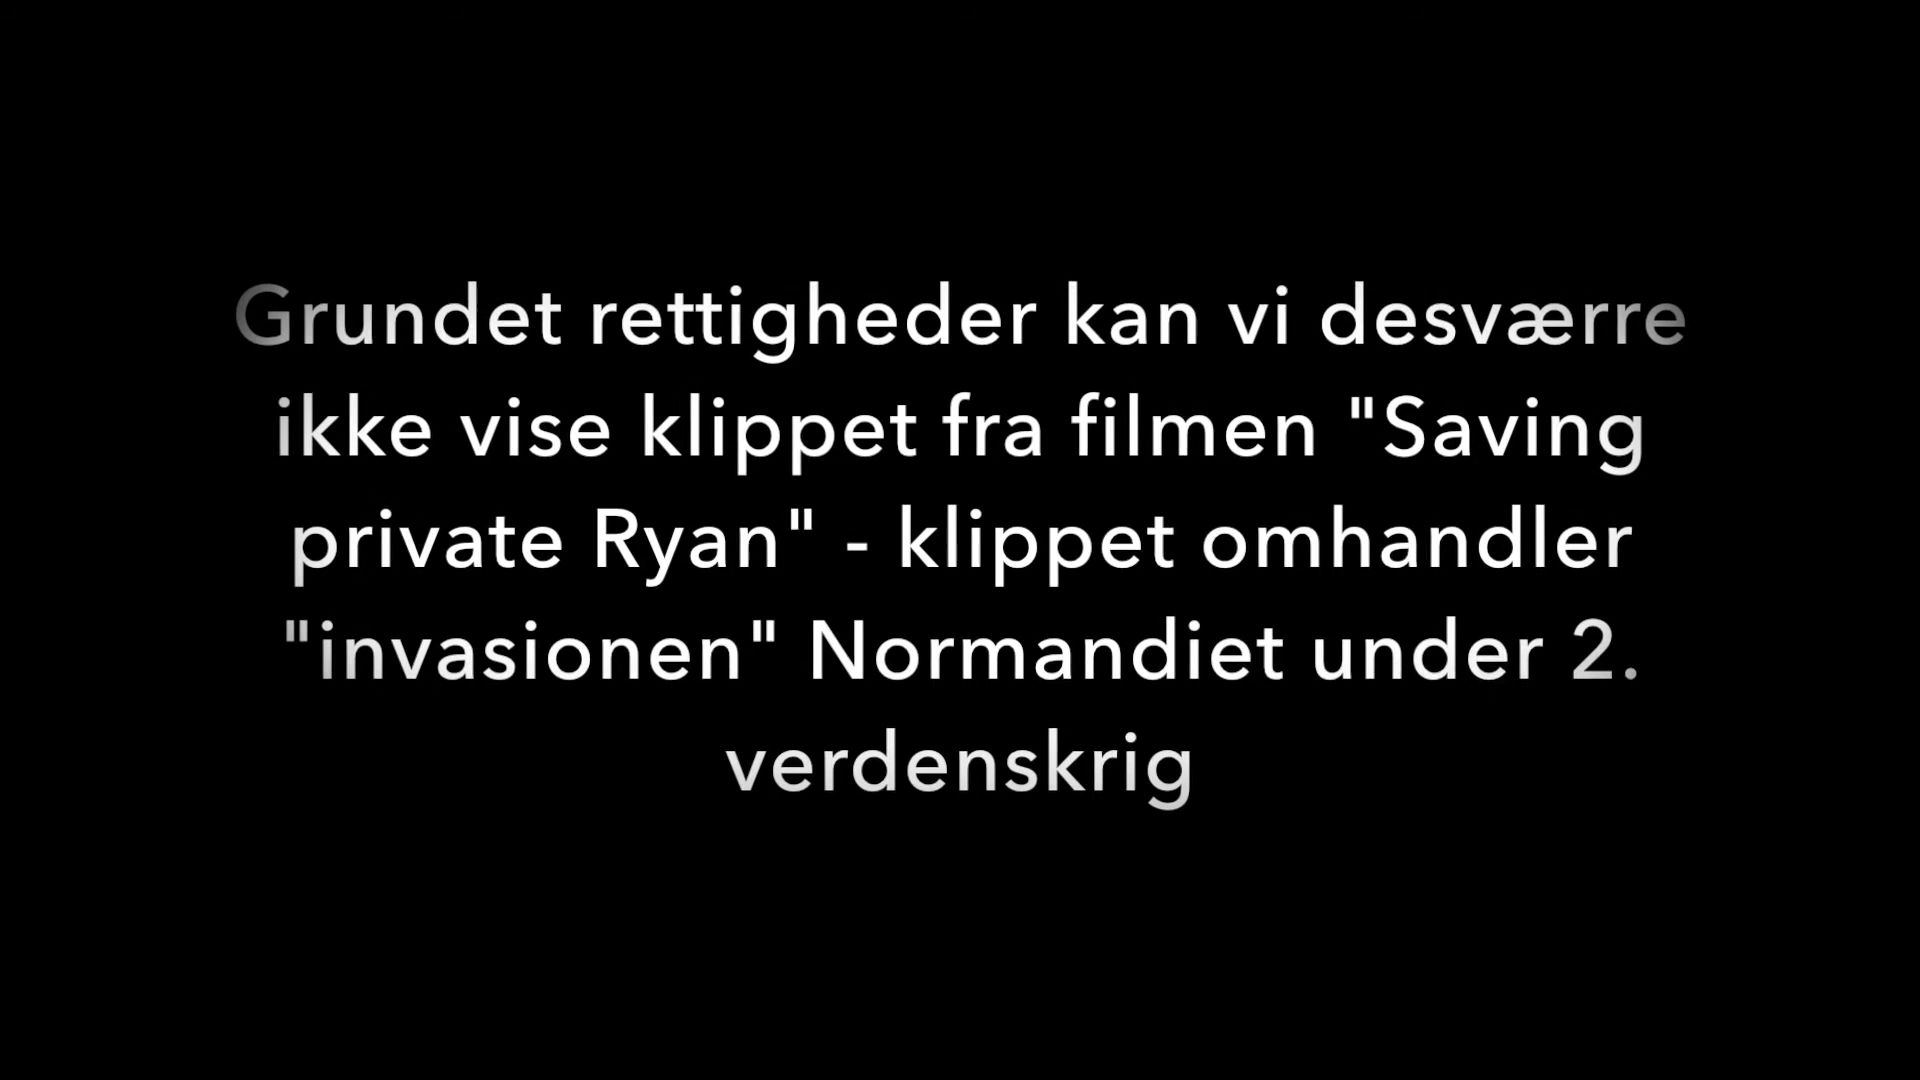 Grundet rettigheder kan vi desværre
ikke vise klippet fra filmen "Saving
private Ryan" - klippet omhandler
"invasionen" Normandiet under 2.
verdenskrig